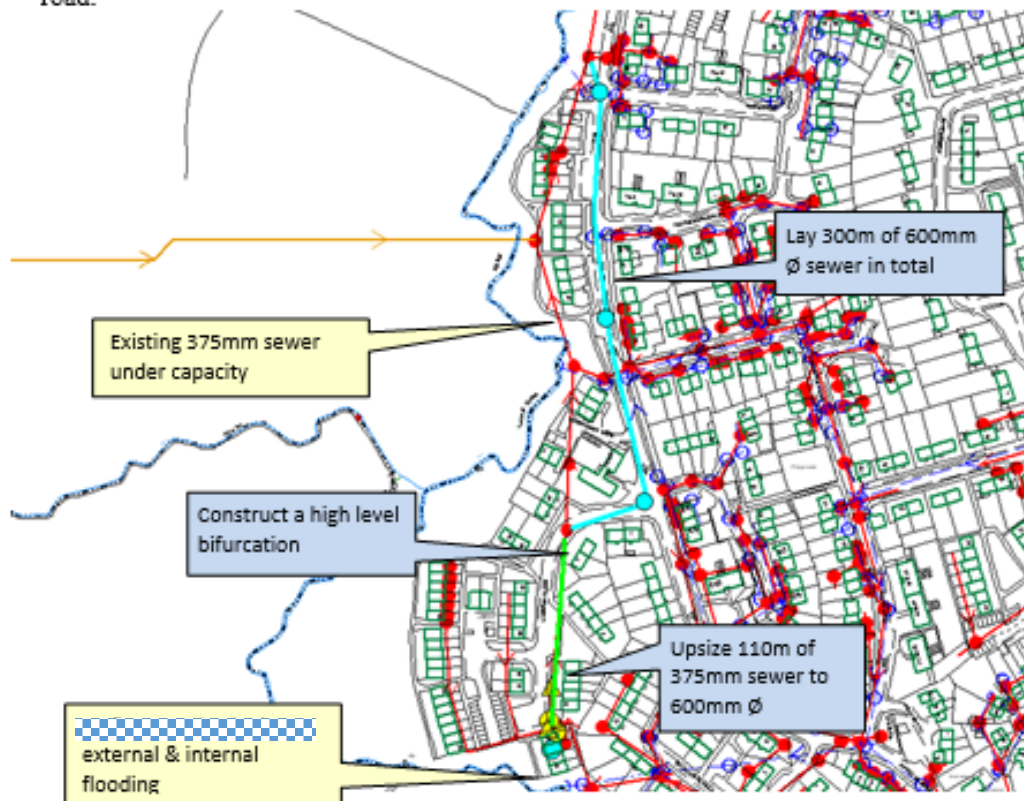 road.
Lay 300m of 600mm
Ø sewer in total
Existing 375mm sewer
under capacity
Construct a high level
bifurcation
Upsize 110m of
375mm sewer to
600mm Ø
external & internal
flooding